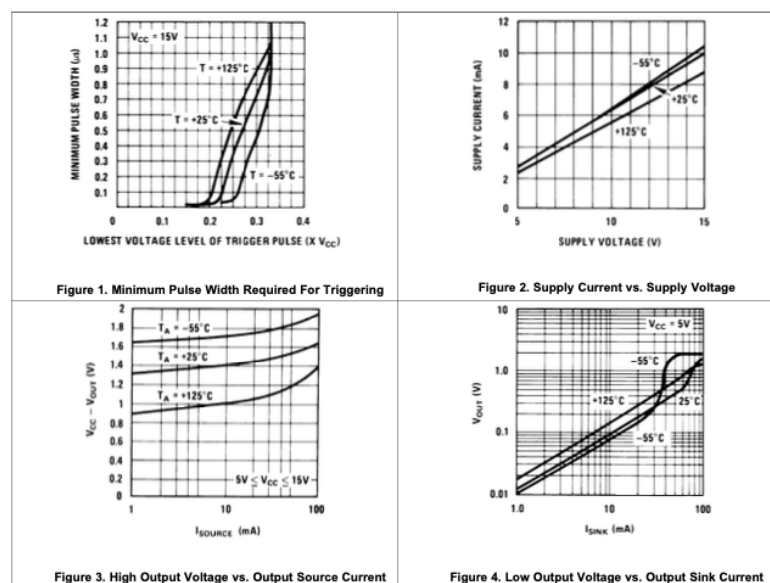 1.2
1.1
1.0
0.9
0.8
0.7
0.6
0.5
0.4
0.3
0.2
0.1
MINIMUM PULSE WIDTH (µs)
VCC = 15V
T = +125°C
T = +25°C
T = -55°C
0 0.1 0.2 0.3 0.4
LOWEST VOLTAGE LEVEL OF TRIGGER PULSE (X VCC)
Figure 1. Minimum Pulse Width Required For Triggering
12
10
8
6
4
2
0
SUPPLY CURRENT (mA)
-55°C
+25°C
+125°C
5 10 15
SUPPLY VOLTAGE (V)
Figure 2. Supply Current vs. Supply Voltage
2
1.8
1.6
1.4
1.2
1
0.8
0.6
0.4
0.2
0
VCC - VOUT (V)
TA = -55°C
TA = +25°C
TA = +125°C
5V ≤ VCC ≤ 15V
1 10 100
ISOURCE (mA)
Figure 3. High Output Voltage vs. Output Source Current
10
1.0
0.1
0.01
VOUT (V)
VCC = 5V
-55°C
+125°C
25°C
-55°C
1.0 10 100
ISINK (mA)
Figure 4. Low Output Voltage vs. Output Sink Current